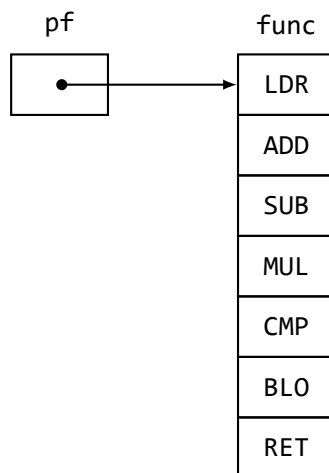 pf
func
LDR
ADD
SUB
MUL
CMP
BLO
RET